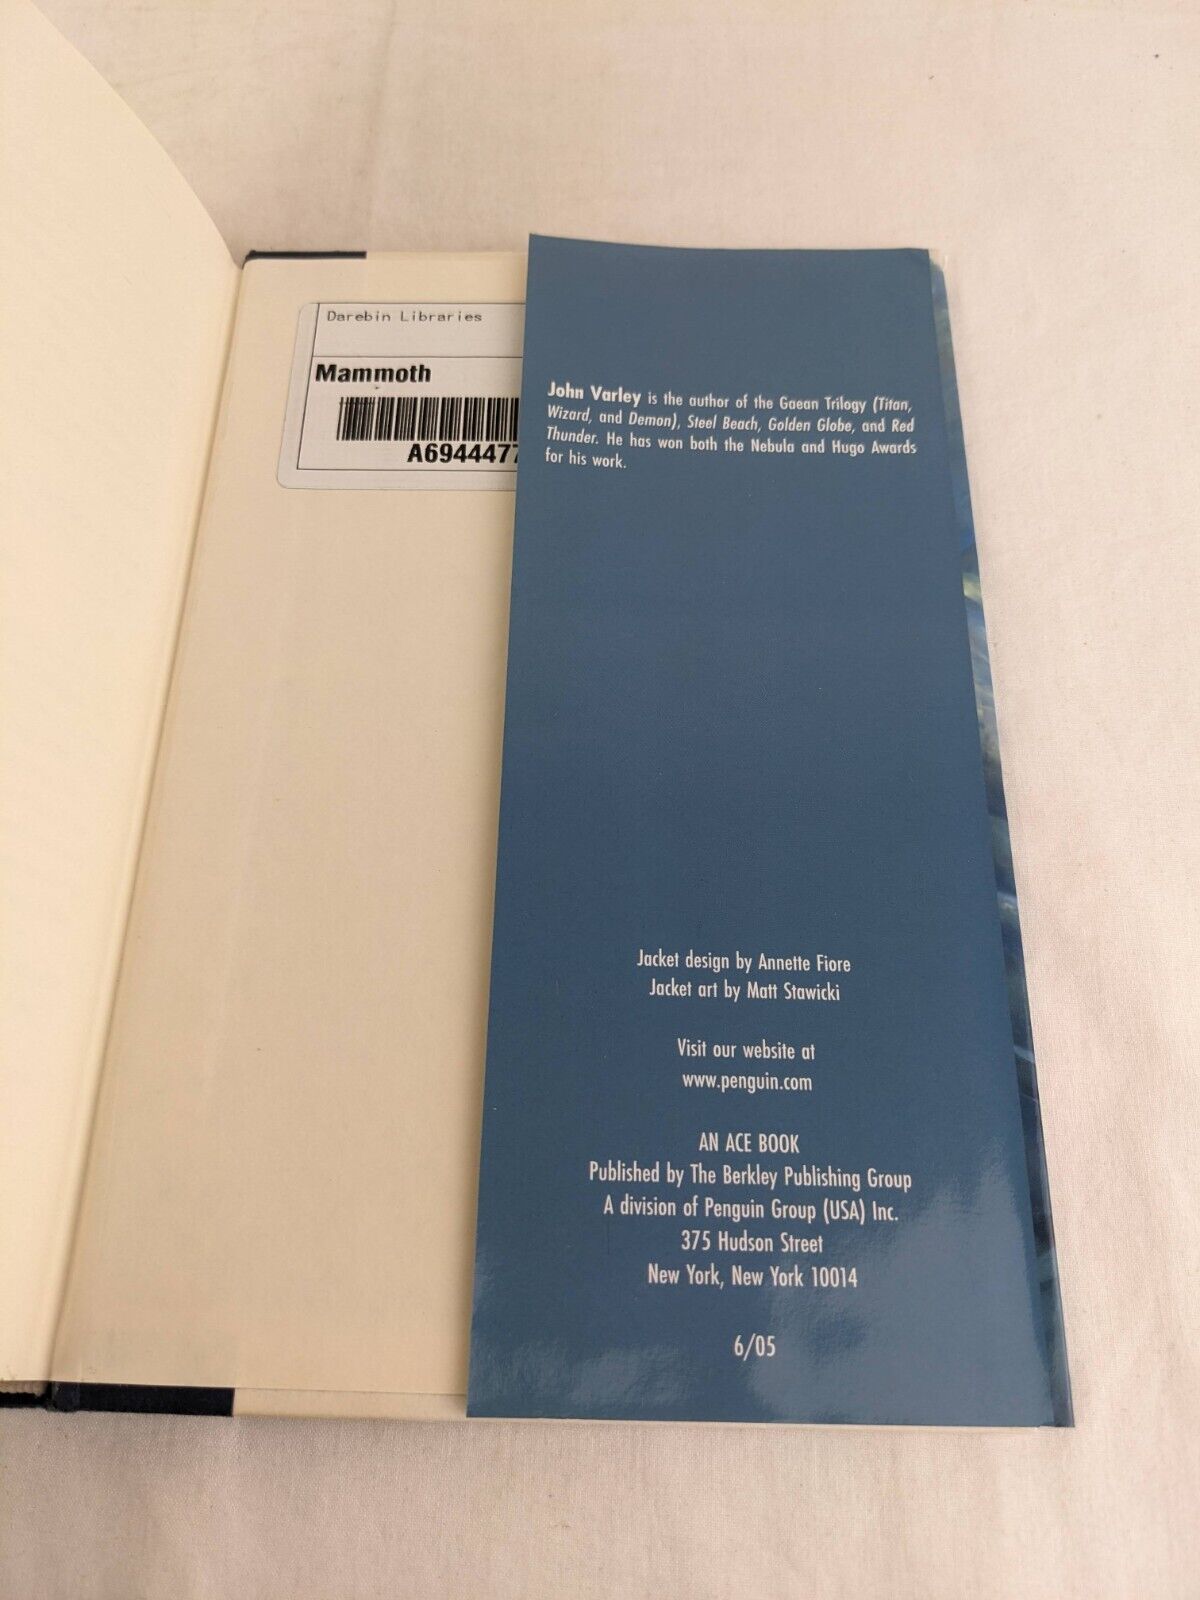 Darebin Libraries
Mammoth
A6944477
John Varley is the author of the Gaean Trilogy (Titan,
Wizard, and Demon), Steel Beach, Golden Globe, and Red
Thunder. He has won both the Nebula and Hugo Awards
for his work.
Jacket design by Annette Fiore
Jacket art by Matt Stawicki
Visit our website at
www.penguin.com
AN ACE BOOK
Published by The Berkley Publishing Group
A division of Penguin Group (USA) Inc.
375 Hudson Street
New York, New York 10014
6/05